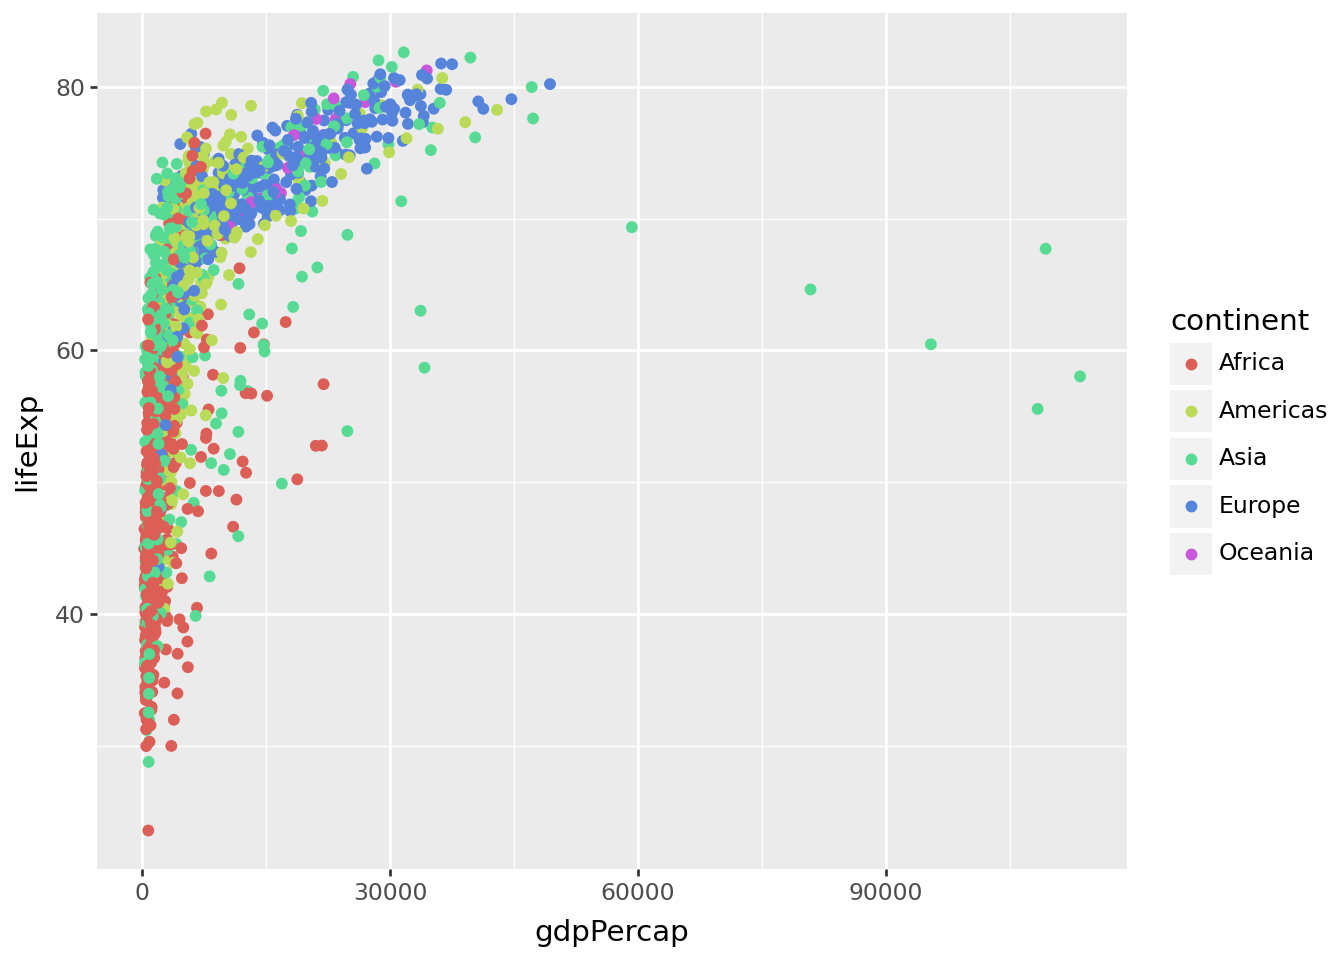 80
60
40
lifeExp
0 30000 60000 90000
gdpPercap
continent
Africa
Americas
Asia
Europe
Oceania